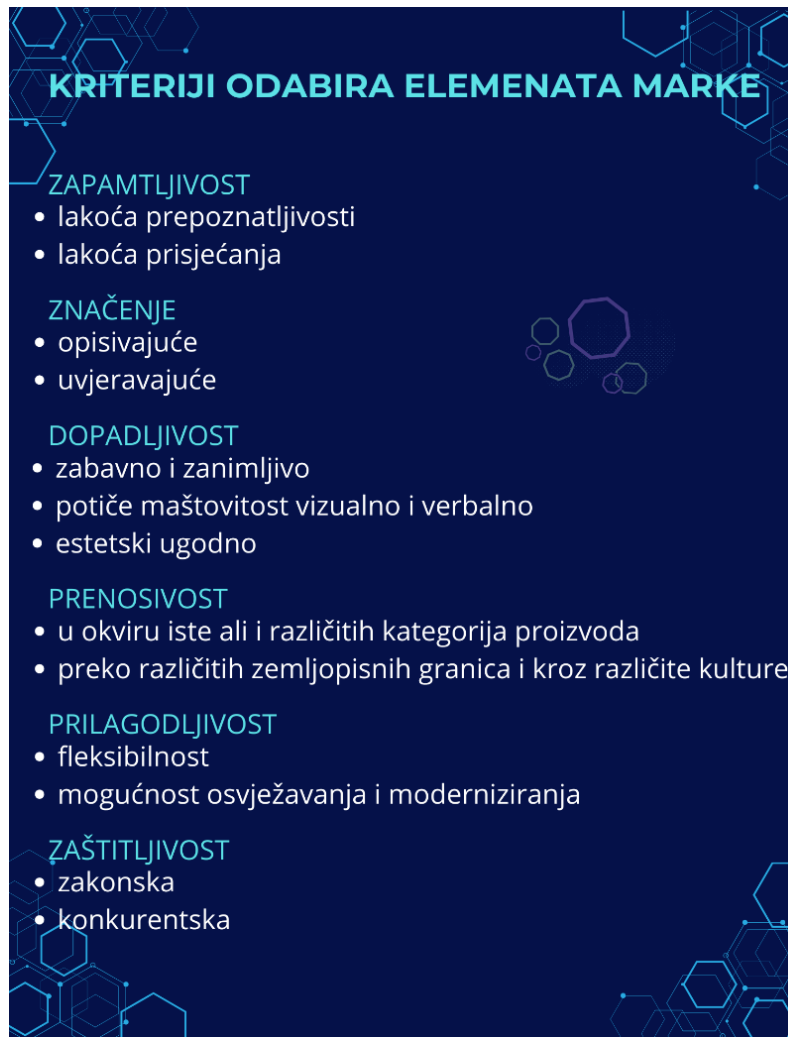 KRITERIJI ODABIRA ELEMENATA MARKE
ZAPAMTLJIVOST
• lakoća prepoznatljivosti
• lakoća prisjećanja
ZNAČENJE
• opisivajuće
• uvjeravajuće
DOPADLJIVOST
• zabavno i zanimljivo
• potiče maštovitost vizualno i verbalno
• estetski ugodno
PRENOSIVOST
• u okviru iste ali i različitih kategorija proizvoda
• preko različitih zemljopisnih granica i kroz različite kulture
PRILAGODLJIVOST
• fleksibilnost
• mogućnost osvježavanja i moderniziranja
ZAŠTITLJIVOST
• zakonska
• konkurentska